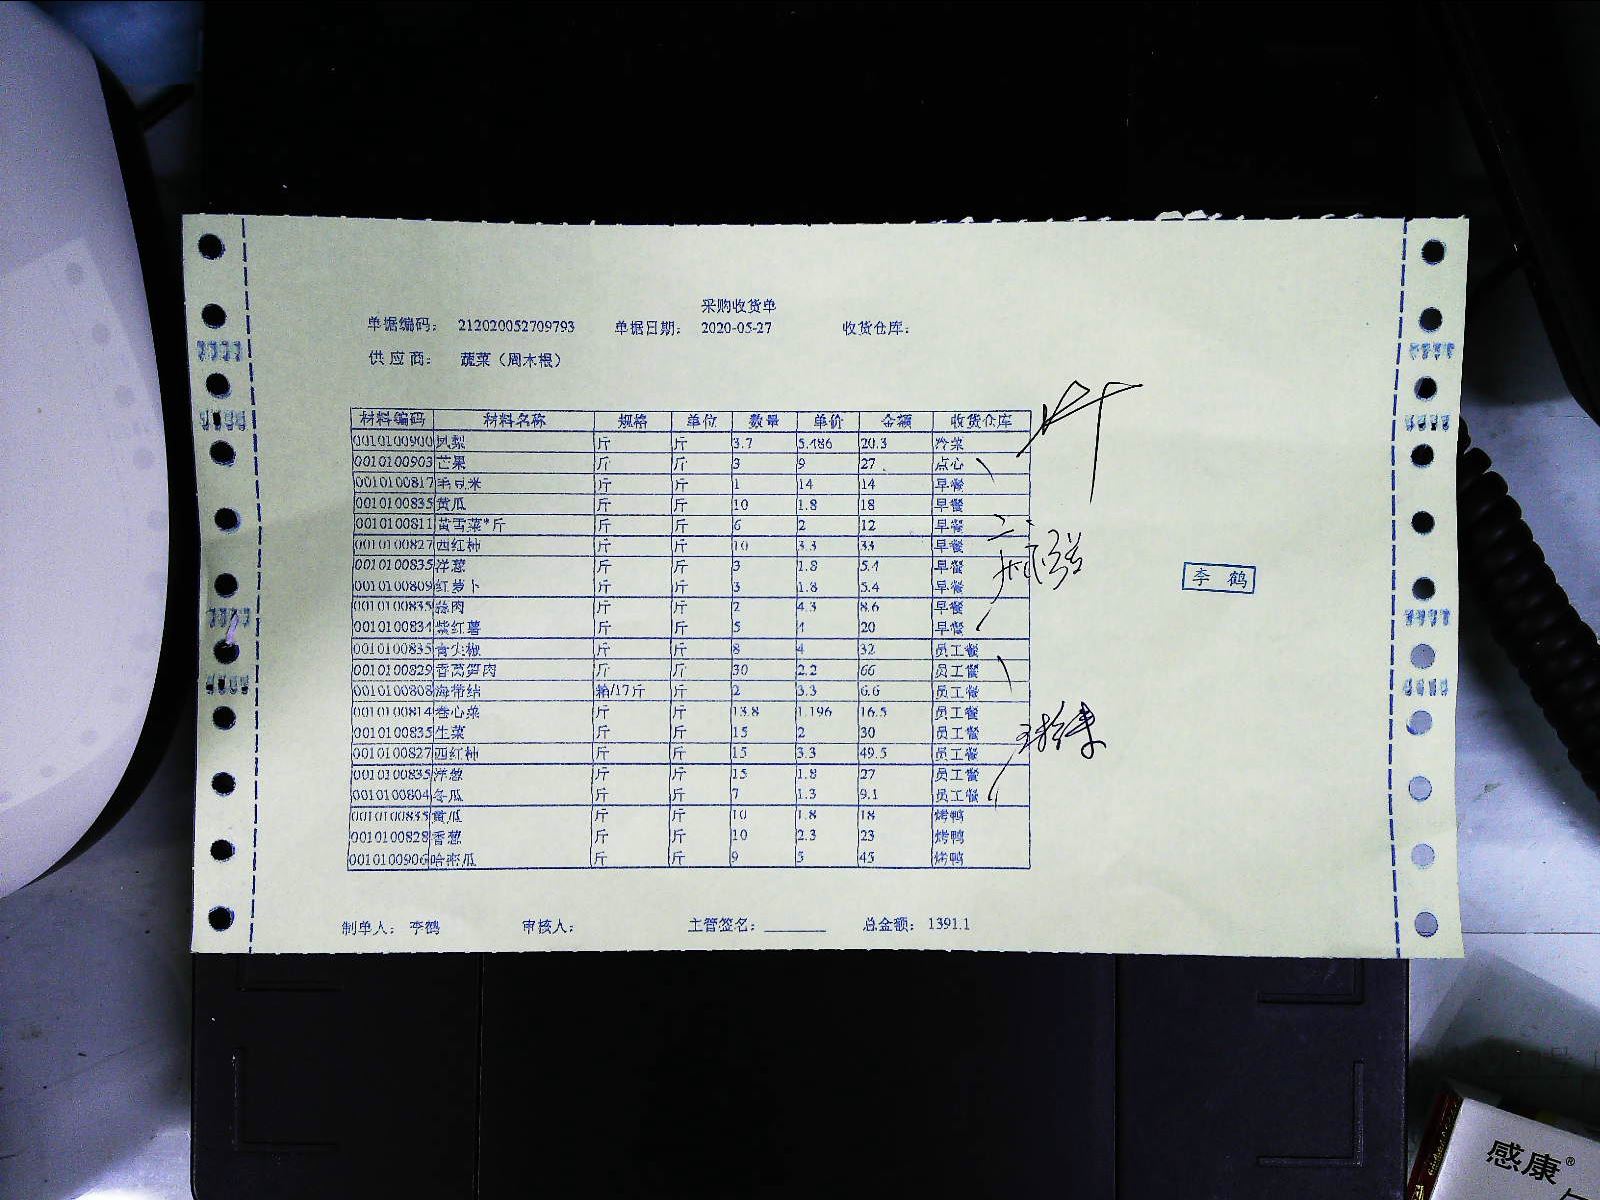 采购收货单
单据编码： 212020052709793 单据日期： 2020-05-27 收货仓库：
供应商： 蔬菜（周木根）
材料编码 材料名称 规格 单位 数量 单价 金额 收货仓库
0010100900 凤梨 斤 斤 3.7 5.486 20.3 冷菜
0010100903 芒果 斤 斤 3 9 27 点心
0010100817 毛豆米 斤 斤 1 14 14 早餐
0010100835 黄瓜 斤 斤 10 1.8 18 早餐
0010100811 黄雪菜*斤 斤 斤 6 2 12 早餐
0010100827 西红柿 斤 斤 10 3.3 33 早餐
0010100835 洋葱 斤 斤 3 1.8 5.4 早餐
0010100809 红萝卜 斤 斤 3 1.8 5.4 早餐
0010100835 蒜肉 斤 斤 2 4.3 8.6 早餐
0010100834 紫红薯 斤 斤 5 4 20 早餐
0010100835 青尖椒 斤 斤 8 4 32 员工餐
0010100829 香莴笋肉 斤 斤 30 2.2 66 员工餐
0010100808 海带结 箱/17斤 斤 2 3.3 6.6 员工餐
0010100814 卷心菜 斤 斤 13.8 1.196 16.5 员工餐
0010100835 生菜 斤 斤 15 2 30 员工餐
0010100827 西红柿 斤 斤 15 3.3 49.5 员工餐
0010100835 洋葱 斤 斤 15 1.8 27 员工餐
0010100804 冬瓜 斤 斤 7 1.3 9.1 员工餐
0010100835 黄瓜 斤 斤 10 1.8 18 烤鸭
0010100828 香葱 斤 斤 10 2.3 23 烤鸭
0010100906 哈密瓜 斤 斤 9 5 45 烤鸭
李鹤
制单人： 李鹤 审核人： 主管签名：______ 总金额： 1391.1
感康®